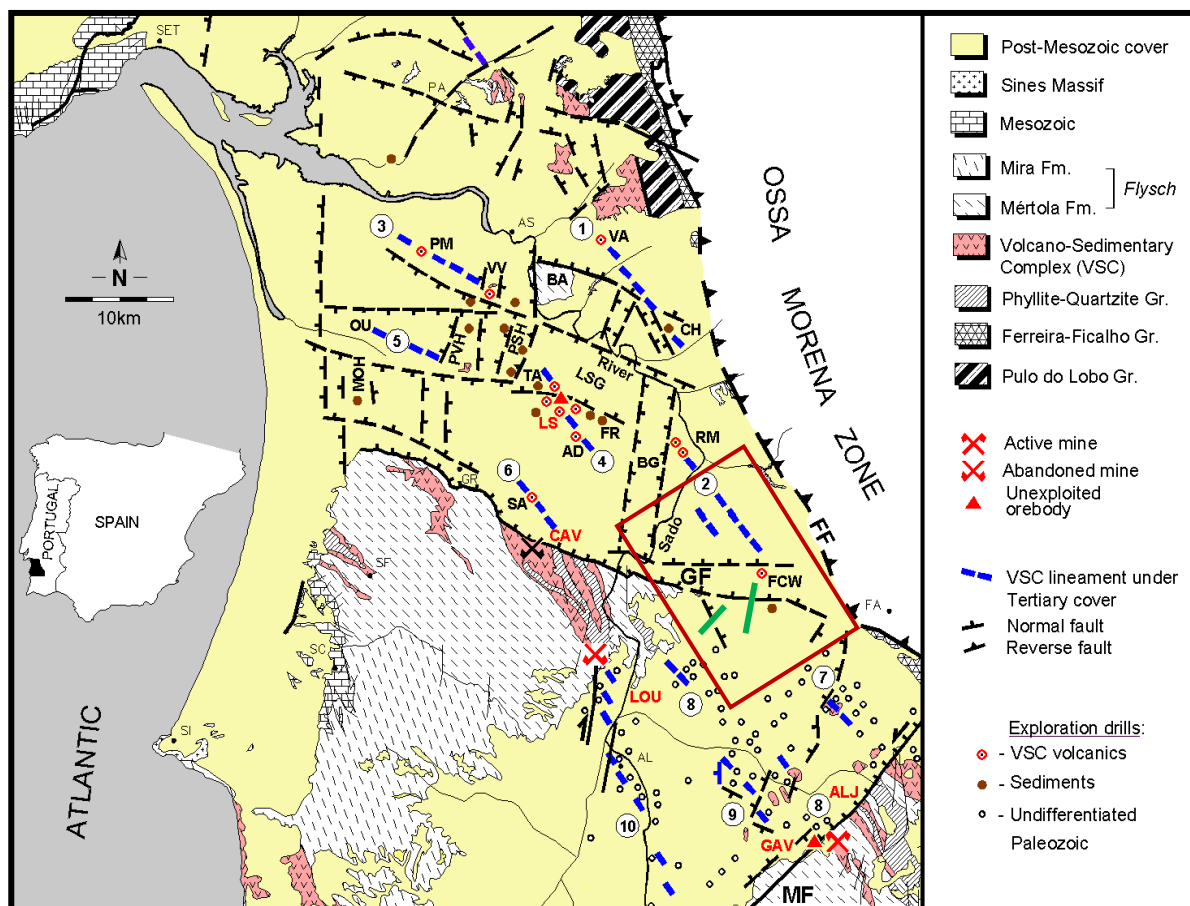 SET
PA
OSSA
MORENA
ZONE
3
PM
AS
1
VA
N
10km
VV
BA
OU
5
PVH
PSH
CH
MOH
River
TA
LSG
LS
FR
AD
4
BG
RM
6
GR
2
SA
CAV
Sado
FF
SF
GF
FCW
FA
SC
LOU
8
7
SI
AL
ALJ
8
9
10
GAV
MF
ATLANTIC
PORTUGAL
SPAIN
Post-Mesozoic cover
Sines Massif
Mesozoic
Mira Fm.
Flysch
Mértola Fm.
Volcano-Sedimentary
Complex (VSC)
Phyllite-Quartzite Gr.
Ferreira-Ficalho Gr.
Pulo do Lobo Gr.
Active mine
Abandoned mine
Unexploited
orebody
VSC lineament under
Tertiary cover
Normal fault
Reverse fault
Exploration drills:
- VSC volcanics
- Sediments
- Undifferentiated
Paleozoic